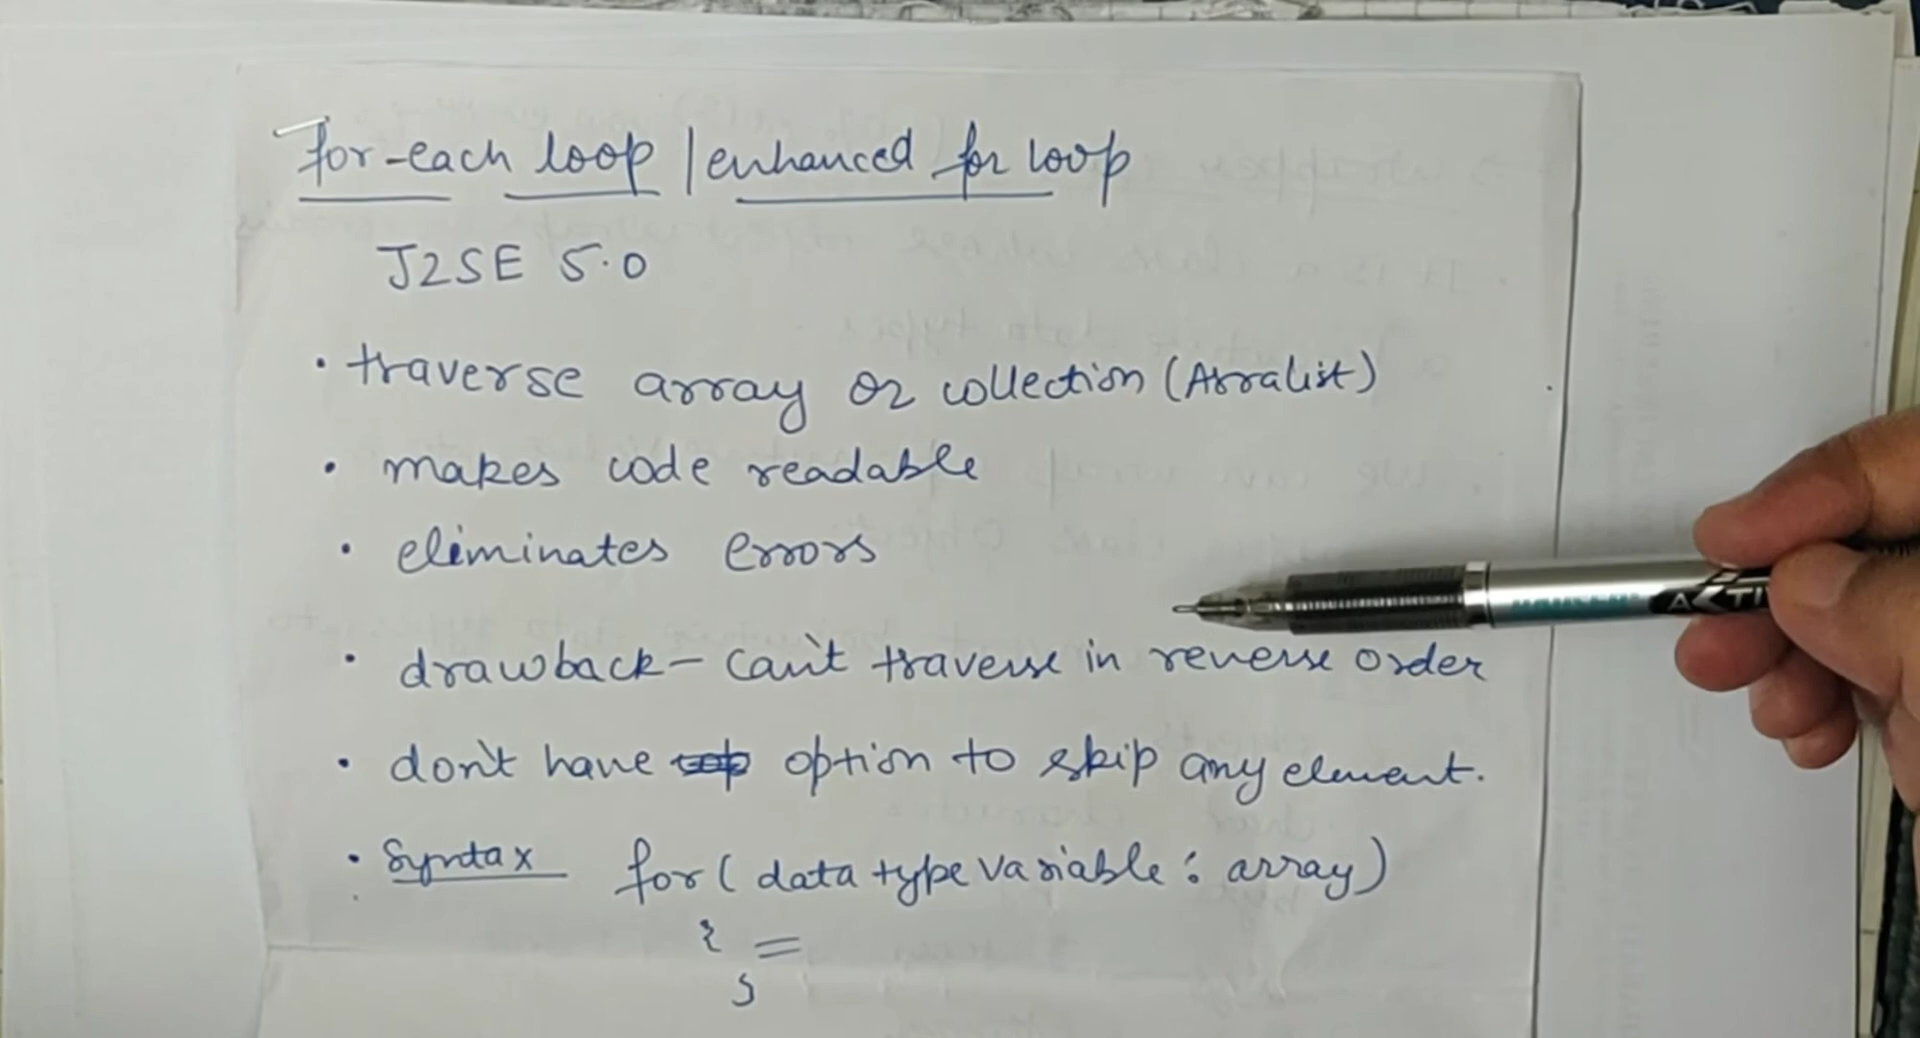 for-each loop | enhanced for loop
J2SE 5.0
• traverse array or collection (Arralist)
• makes code readable
• eliminates errors
• drawback - can't traverse in reverse order
• don't have option to skip any element.
• Syntax for( data type variable : array)
{ =
}